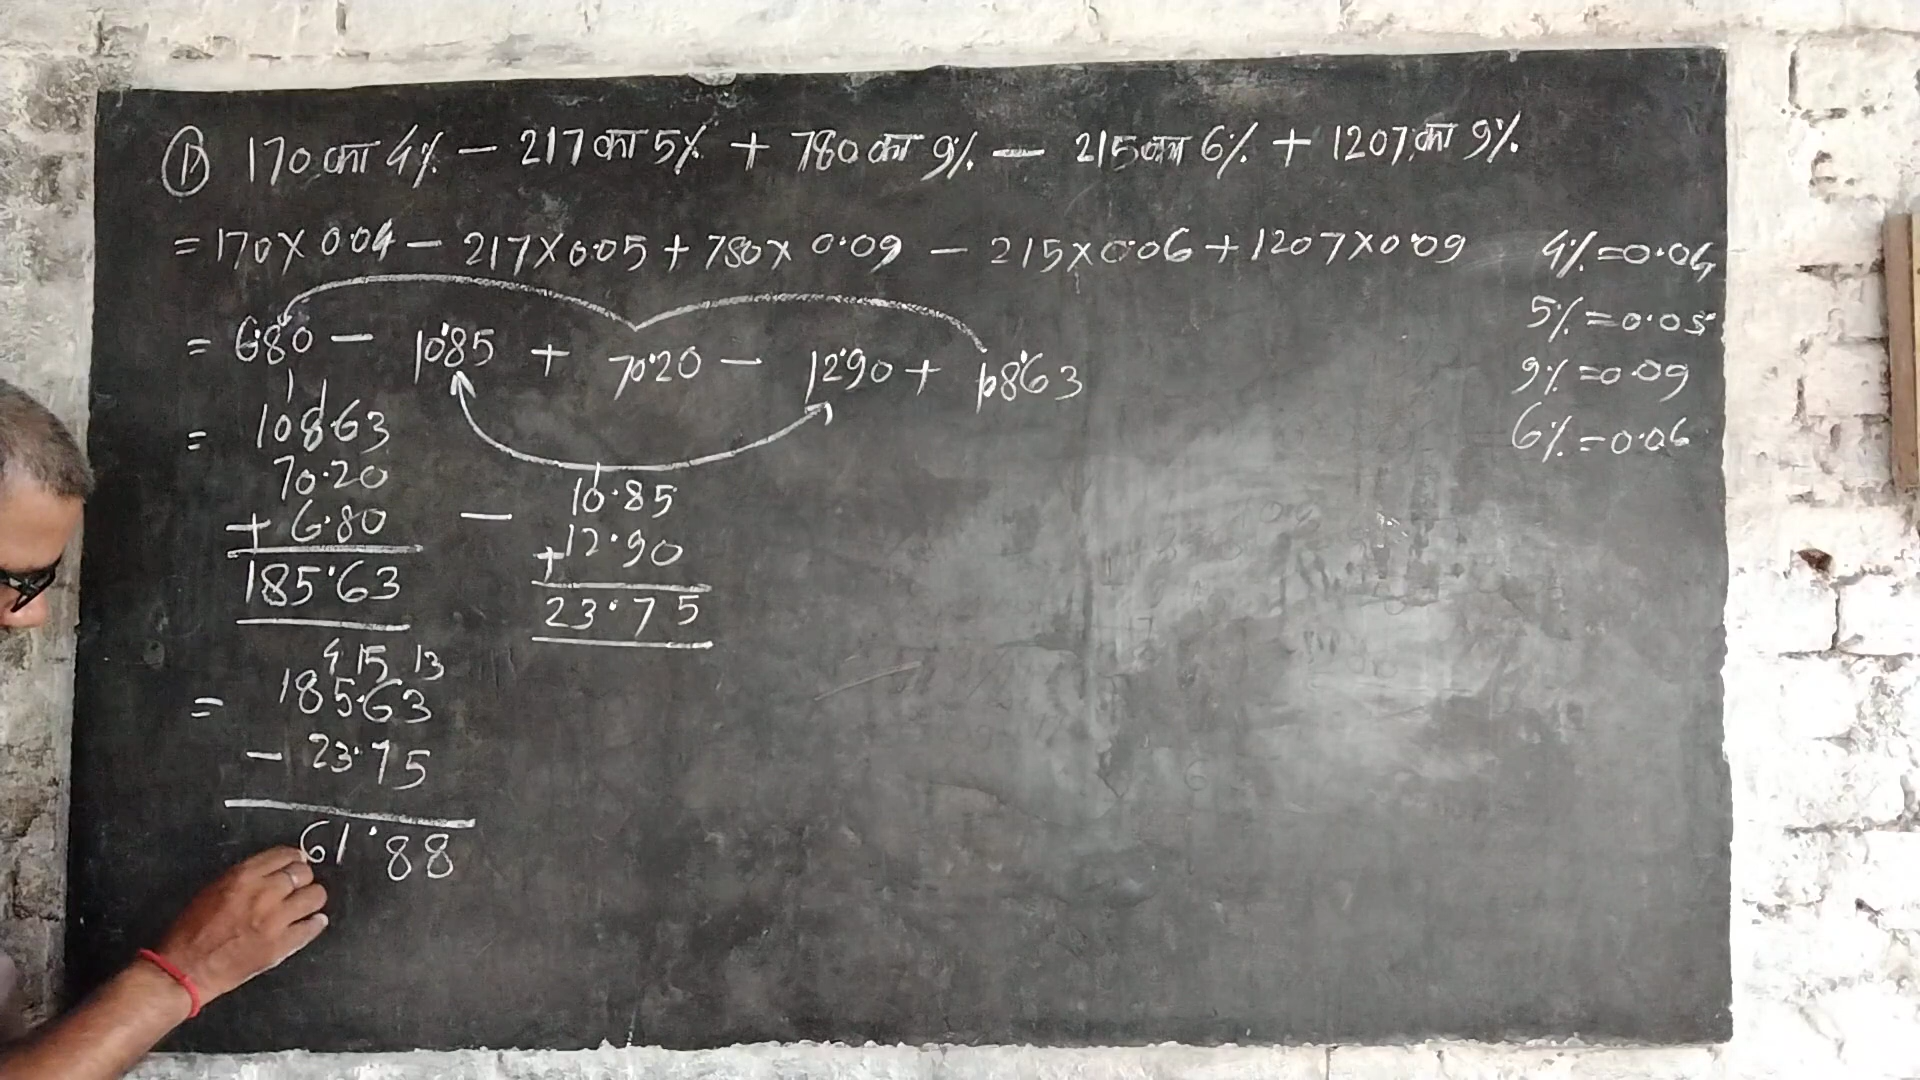 ① 170 का 4% − 217 का 5% + 780 का 9% − 215 का 6% + 1207 का 9%
= 170 × 0.04 − 217 × 0.05 + 780 × 0.09 − 215 × 0.06 + 1207 × 0.09
4% = 0.04
5% = 0.05
9% = 0.09
6% = 0.06
= 6.80 − 10.85 + 70.20 − 12.90 + 108.63
1 1
= 108.63
70.20
+ 6.80
185.63
− 10.85
+ 12.90
23.75
4 15 13
= 185.63
− 23.75
61.88